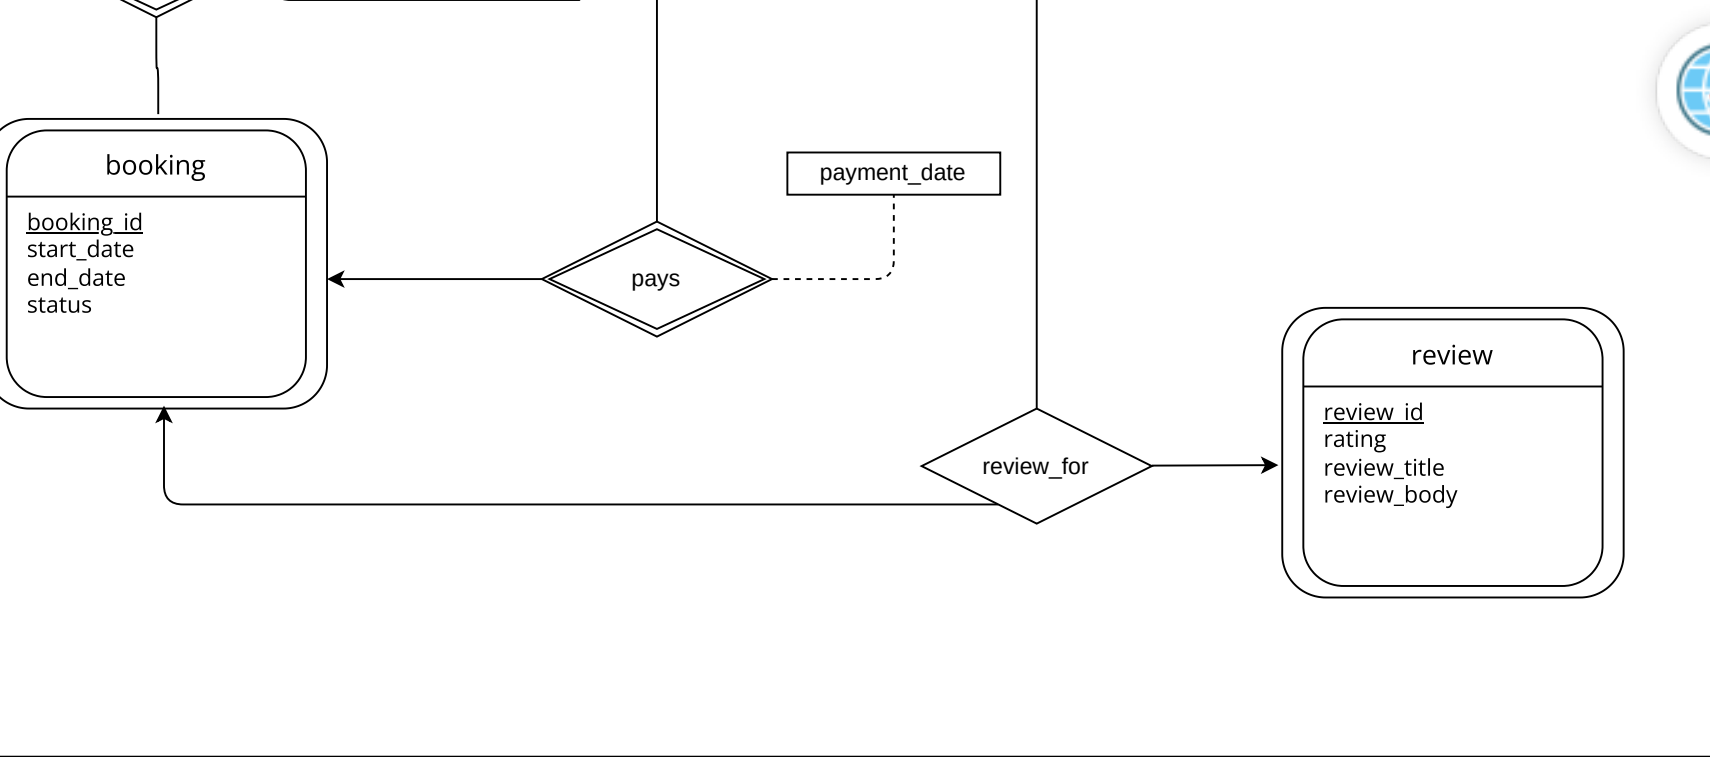 booking
booking_id
start_date
end_date
status
payment_date
pays
review_for
review
review_id
rating
review_title
review_body